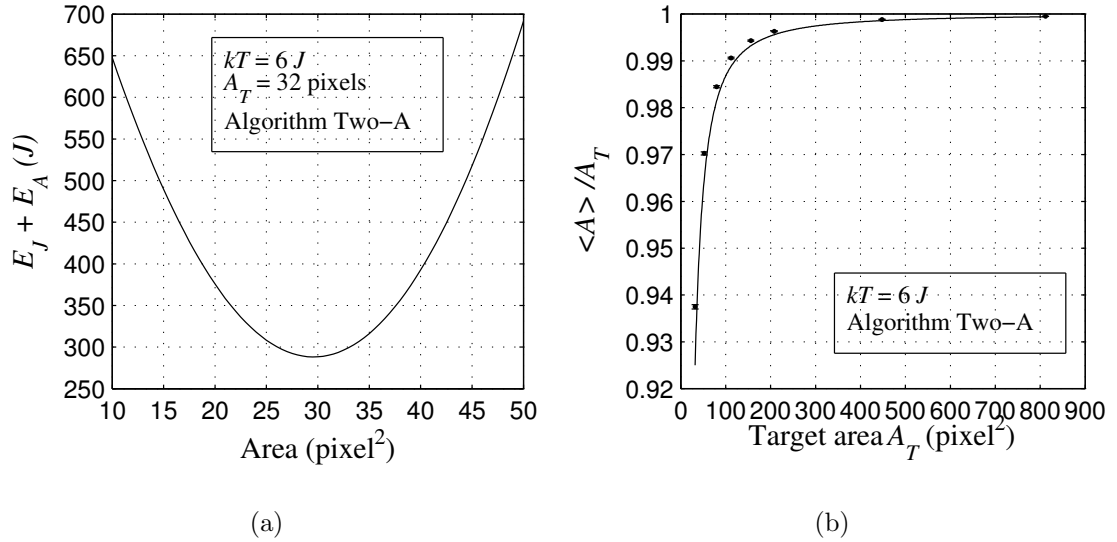 700
650
600
550
500
450
400
350
300
250
10 15 20 25 30 35 40 45 50
E_J + E_A (J)
Area (pixel²)
kT = 6 J
A_T = 32 pixels
Algorithm Two−A
(a)
1
0.99
0.98
0.97
0.96
0.95
0.94
0.93
0.92
0 100 200 300 400 500 600 700 800 900
<A> /A_T
Target area A_T (pixel²)
kT = 6 J
Algorithm Two−A
(b)